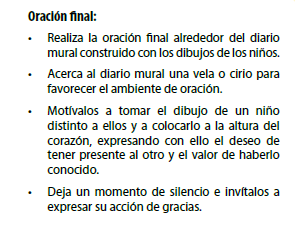 Oración final:
• Realiza la oración final alrededor del diario
mural construido con los dibujos de los niños.
• Acerca al diario mural una vela o cirio para
favorecer el ambiente de oración.
• Motívalos a tomar el dibujo de un niño
distinto a ellos y a colocarlo a la altura del
corazón, expresando con ello el deseo de
tener presente al otro y el valor de haberlo
conocido.
• Deja un momento de silencio e invítalos a
expresar su acción de gracias.